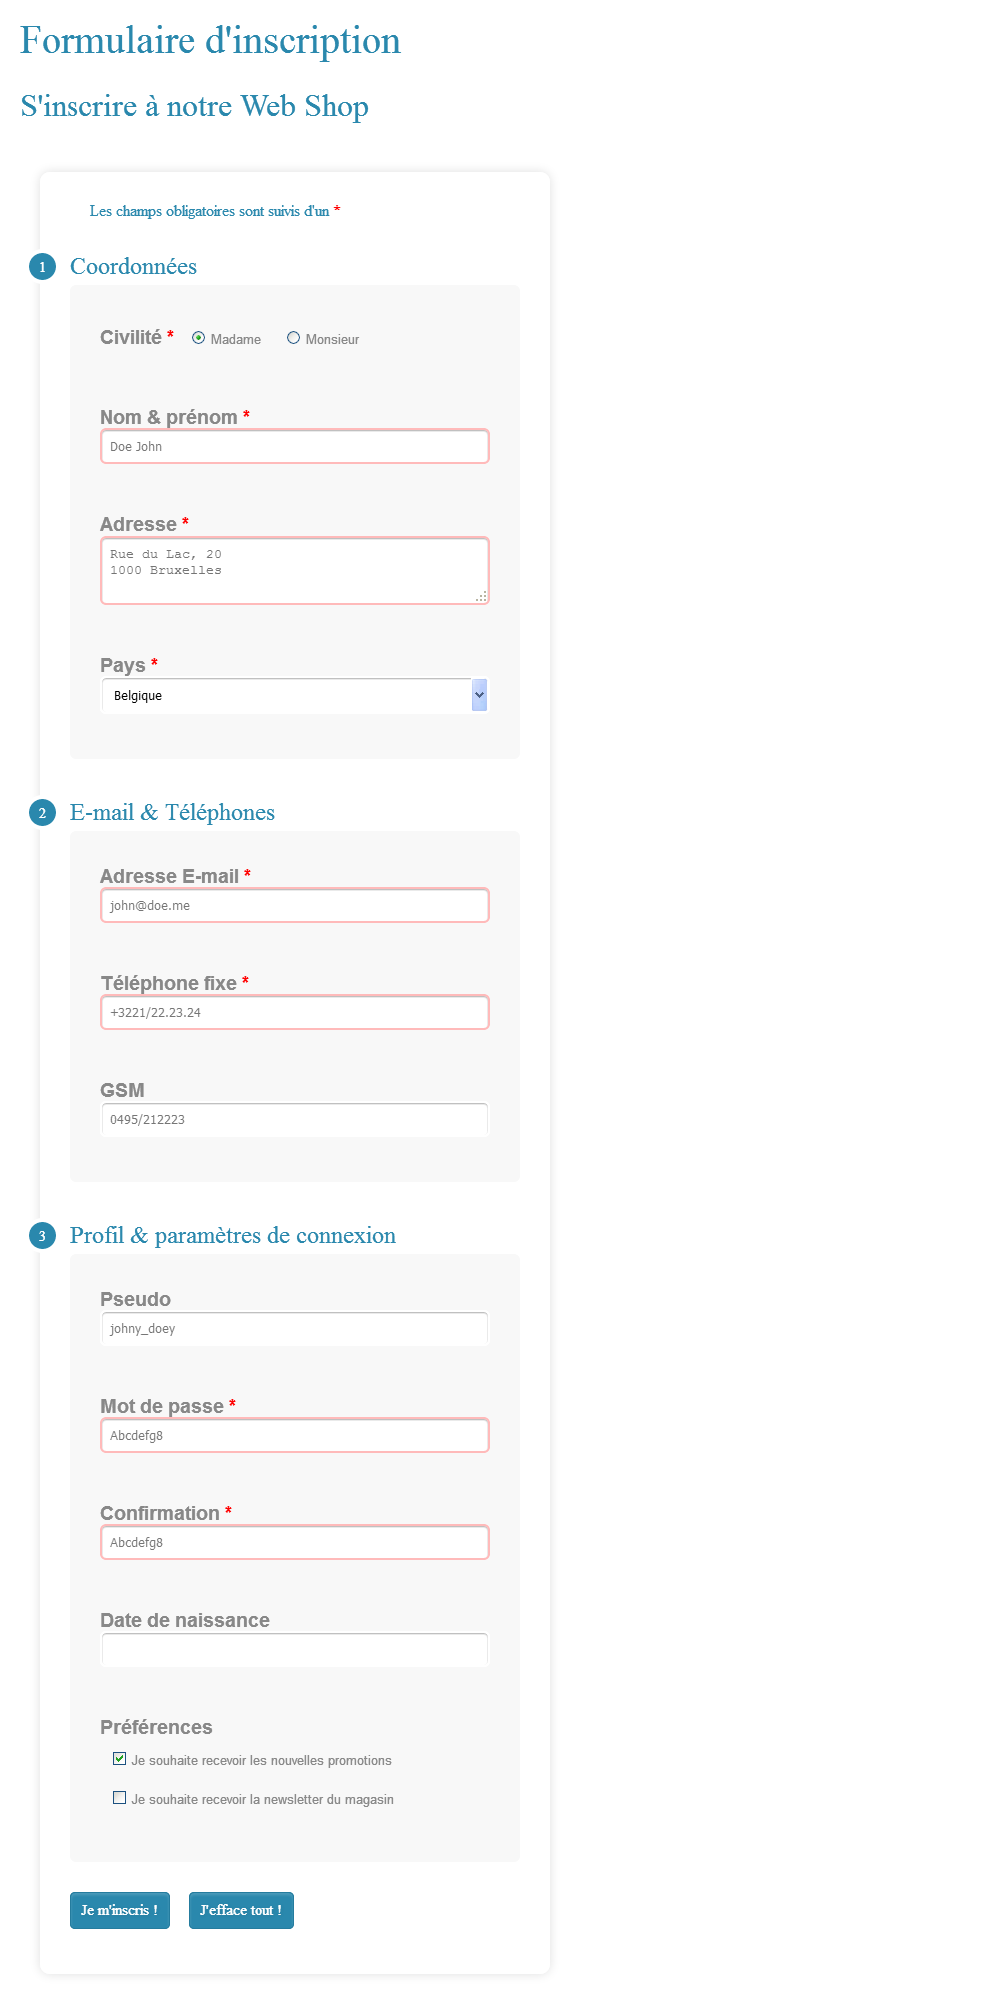 Formulaire d'inscription
S'inscrire à notre Web Shop
Les champs obligatoires sont suivis d'un *
1 Coordonnées
Civilité * Madame Monsieur
Nom & prénom *
Doe John
Adresse *
Rue du Lac, 20
1000 Bruxelles
Pays *
Belgique
2 E-mail & Téléphones
Adresse E-mail *
john@doe.me
Téléphone fixe *
+3221/22.23.24
GSM
0495/212223
3 Profil & paramètres de connexion
Pseudo
johny_doey
Mot de passe *
Abcdefg8
Confirmation *
Abcdefg8
Date de naissance
Préférences
Je souhaite recevoir les nouvelles promotions
Je souhaite recevoir la newsletter du magasin
Je m'inscris ! J'efface tout !